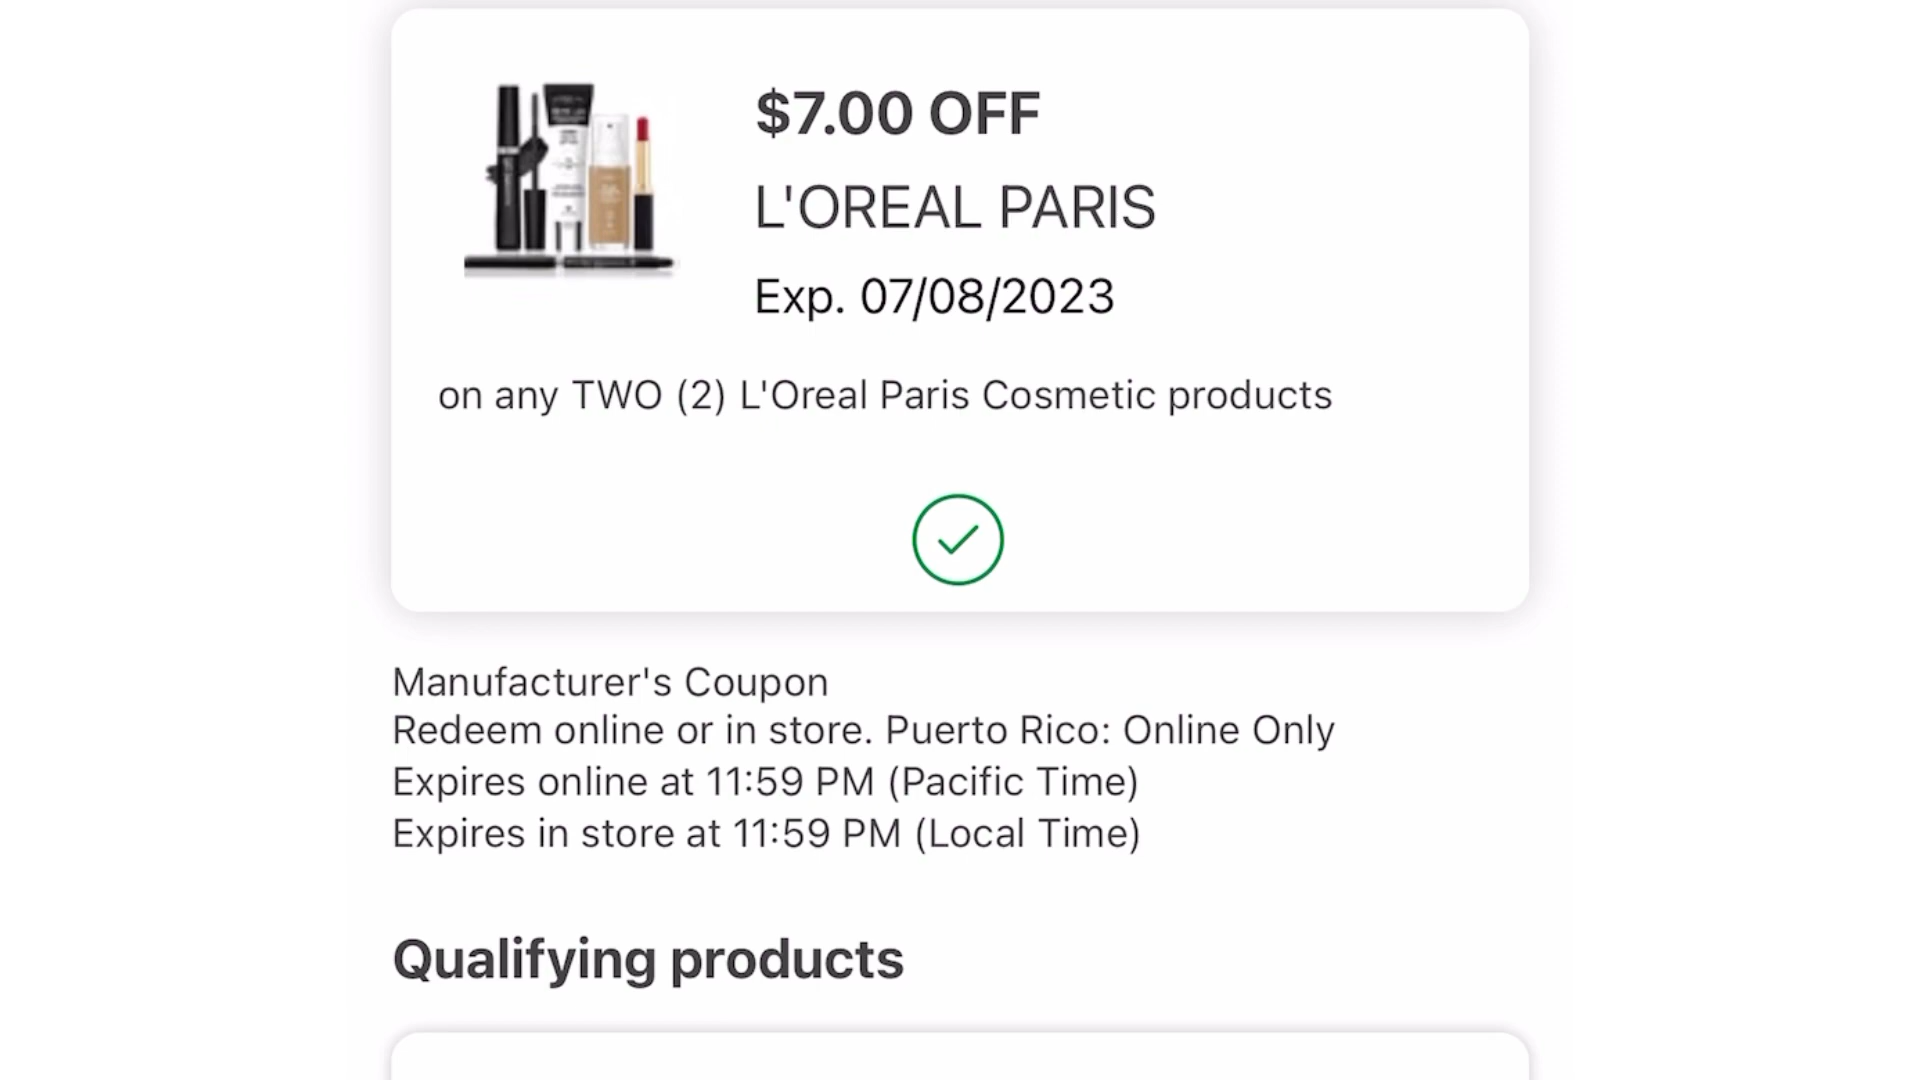 $7.00 OFF
L'OREAL PARIS
Exp. 07/08/2023
on any TWO (2) L'Oreal Paris Cosmetic products
Manufacturer's Coupon
Redeem online or in store. Puerto Rico: Online Only
Expires online at 11:59 PM (Pacific Time)
Expires in store at 11:59 PM (Local Time)
Qualifying products